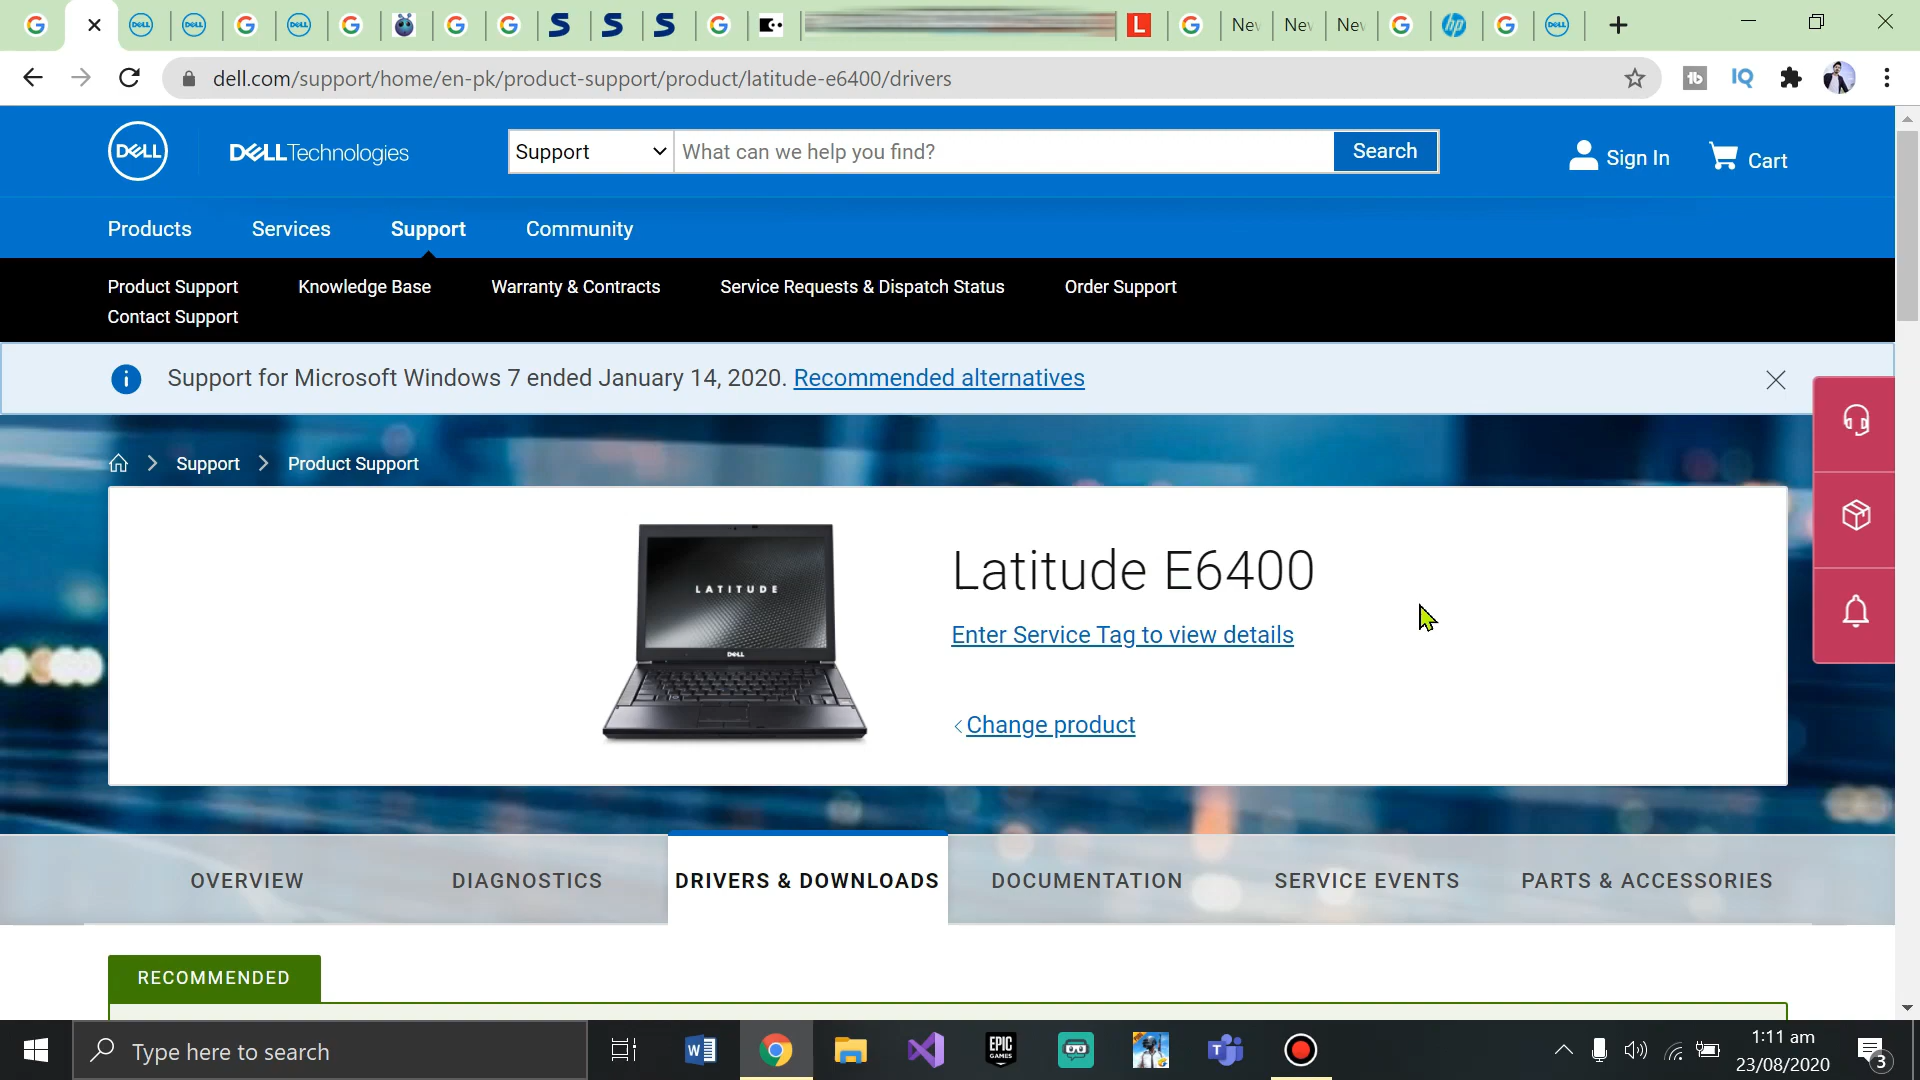 Nev
Nev
Nev
dell.com/support/home/en-pk/product-support/product/latitude-e6400/drivers
DELL
DELLTechnologies
Support
What can we help you find?
Search
Sign In
Cart
Products
Services
Support
Community
Product Support
Knowledge Base
Warranty & Contracts
Service Requests & Dispatch Status
Order Support
Contact Support
Support for Microsoft Windows 7 ended January 14, 2020. Recommended alternatives
Support
Product Support
LATITUDE
DELL
Latitude E6400
Enter Service Tag to view details
Change product
OVERVIEW
DIAGNOSTICS
DRIVERS & DOWNLOADS
DOCUMENTATION
SERVICE EVENTS
PARTS & ACCESSORIES
RECOMMENDED
Type here to search
EPIC GAMES
1:11 am
23/08/2020
3